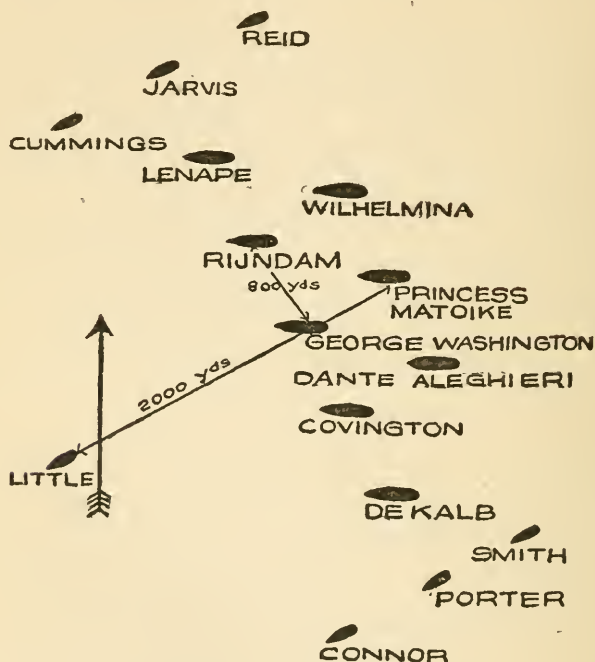 REID
JARVIS
CUMMINGS
LENAPE
WILHELMINA
RIJNDAM
800 yds
PRINCESS
MATOIKE
GEORGE WASHINGTON
DANTE ALEGHIERI
2000 yds
COVINGTON
LITTLE
DE KALB
SMITH
PORTER
CONNOR